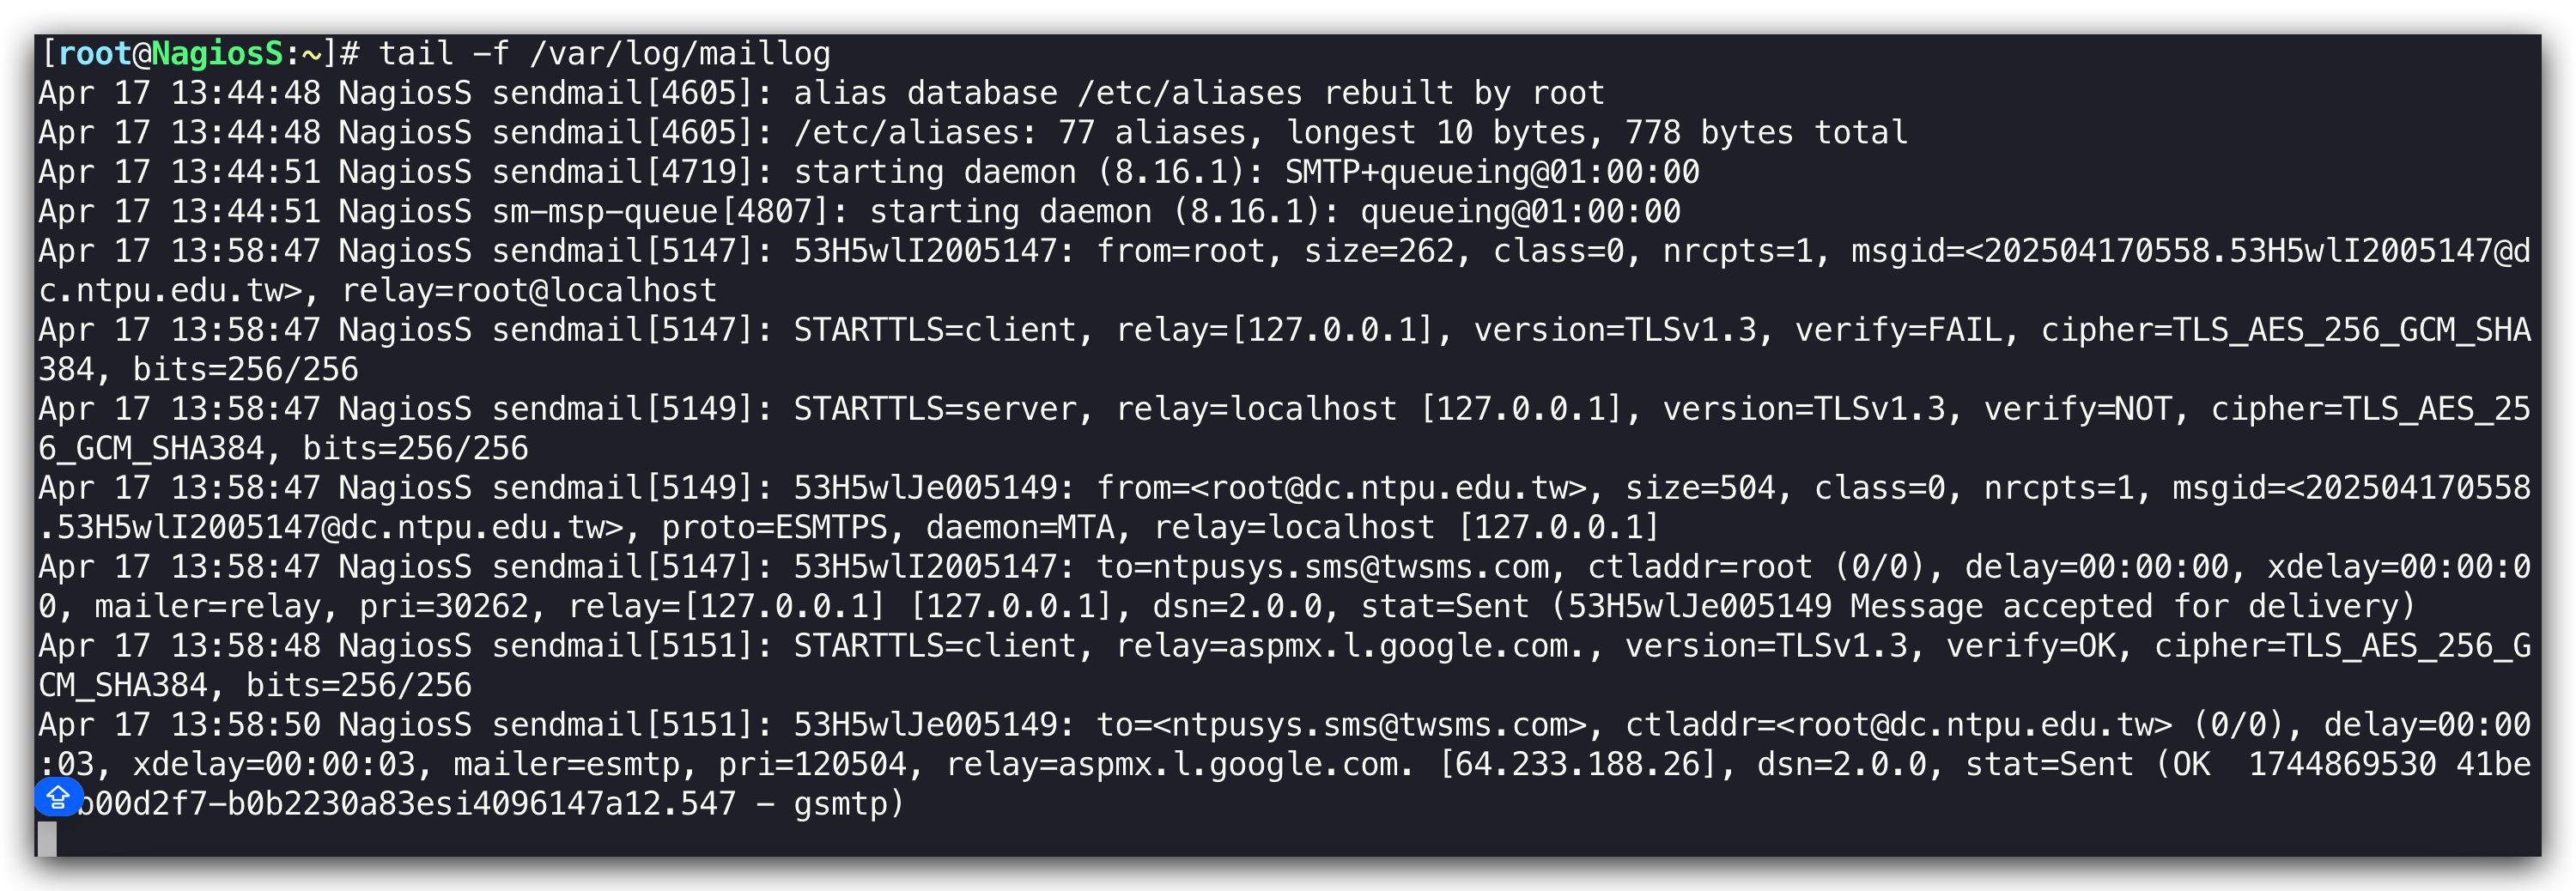 [root@NagiosS:~]# tail -f /var/log/maillog
Apr 17 13:44:48 NagiosS sendmail[4605]: alias database /etc/aliases rebuilt by root
Apr 17 13:44:48 NagiosS sendmail[4605]: /etc/aliases: 77 aliases, longest 10 bytes, 778 bytes total
Apr 17 13:44:51 NagiosS sendmail[4719]: starting daemon (8.16.1): SMTP+queueing@01:00:00
Apr 17 13:44:51 NagiosS sm-msp-queue[4807]: starting daemon (8.16.1): queueing@01:00:00
Apr 17 13:58:47 NagiosS sendmail[5147]: 53H5wlI2005147: from=root, size=262, class=0, nrcpts=1, msgid=<202504170558.53H5wlI2005147@d
c.ntpu.edu.tw>, relay=root@localhost
Apr 17 13:58:47 NagiosS sendmail[5147]: STARTTLS=client, relay=[127.0.0.1], version=TLSv1.3, verify=FAIL, cipher=TLS_AES_256_GCM_SHA
384, bits=256/256
Apr 17 13:58:47 NagiosS sendmail[5149]: STARTTLS=server, relay=localhost [127.0.0.1], version=TLSv1.3, verify=NOT, cipher=TLS_AES_25
6_GCM_SHA384, bits=256/256
Apr 17 13:58:47 NagiosS sendmail[5149]: 53H5wlJe005149: from=<root@dc.ntpu.edu.tw>, size=504, class=0, nrcpts=1, msgid=<202504170558
.53H5wlI2005147@dc.ntpu.edu.tw>, proto=ESMTPS, daemon=MTA, relay=localhost [127.0.0.1]
Apr 17 13:58:47 NagiosS sendmail[5147]: 53H5wlI2005147: to=ntpusys.sms@twsms.com, ctladdr=root (0/0), delay=00:00:00, xdelay=00:00:0
0, mailer=relay, pri=30262, relay=[127.0.0.1] [127.0.0.1], dsn=2.0.0, stat=Sent (53H5wlJe005149 Message accepted for delivery)
Apr 17 13:58:48 NagiosS sendmail[5151]: STARTTLS=client, relay=aspmx.l.google.com., version=TLSv1.3, verify=OK, cipher=TLS_AES_256_G
CM_SHA384, bits=256/256
Apr 17 13:58:50 NagiosS sendmail[5151]: 53H5wlJe005149: to=<ntpusys.sms@twsms.com>, ctladdr=<root@dc.ntpu.edu.tw> (0/0), delay=00:00
:03, xdelay=00:00:03, mailer=esmtp, pri=120504, relay=aspmx.l.google.com. [64.233.188.26], dsn=2.0.0, stat=Sent (OK  1744869530 41be
b00d2f7-b0b2230a83esi4096147a12.547 - gsmtp)